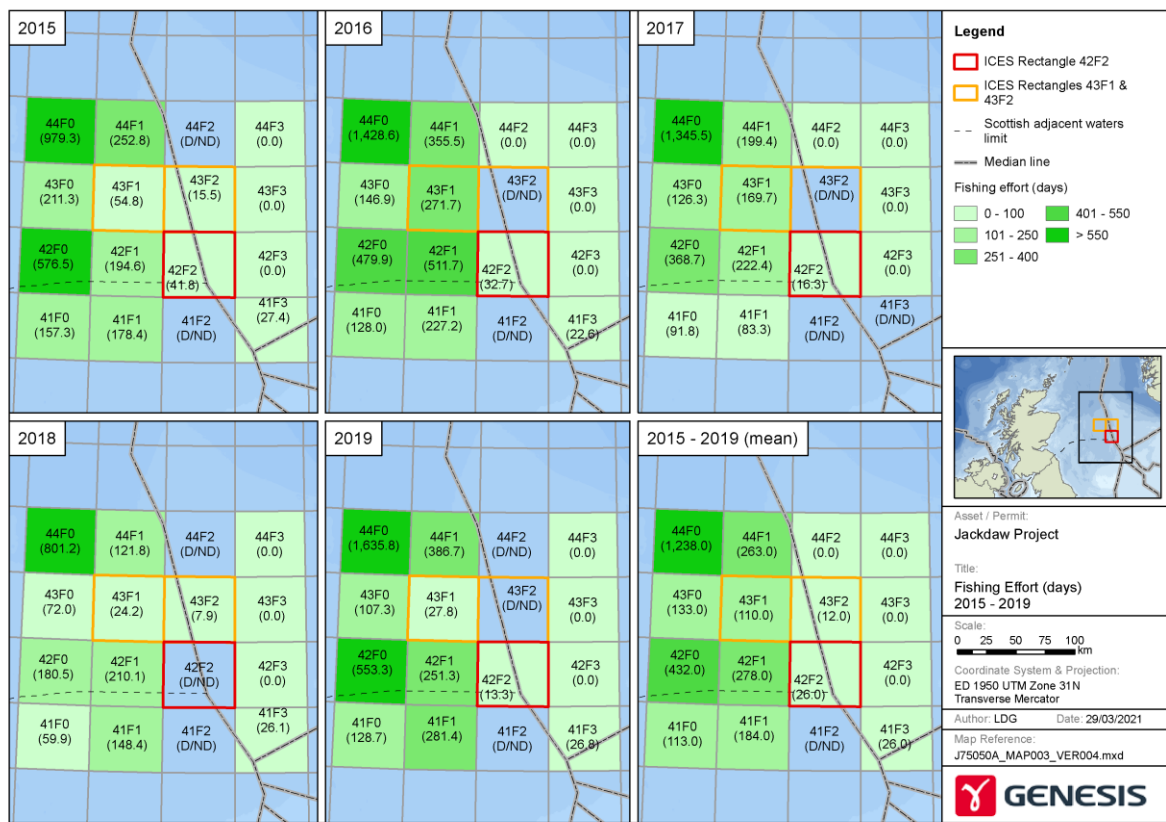 2015
44F0
(979.3)
44F1
(252.8)
44F2
(D/ND)
44F3
(0.0)
43F0
(211.3)
43F1
(54.8)
43F2
(15.5)
43F3
(0.0)
42F0
(576.5)
42F1
(194.6)
42F2
(41.8)
42F3
(0.0)
41F0
(157.3)
41F1
(178.4)
41F2
(D/ND)
41F3
(27.4)
2016
44F0
(1,428.6)
44F1
(355.5)
44F2
(0.0)
44F3
(0.0)
43F0
(146.9)
43F1
(271.7)
43F2
(D/ND)
43F3
(0.0)
42F0
(479.9)
42F1
(511.7)
42F2
(32.7)
42F3
(0.0)
41F0
(128.0)
41F1
(227.2)
41F2
(D/ND)
41F3
(22.6)
2017
44F0
(1,345.5)
44F1
(199.4)
44F2
(0.0)
44F3
(0.0)
43F0
(126.3)
43F1
(169.7)
43F2
(D/ND)
43F3
(0.0)
42F0
(368.7)
42F1
(222.4)
42F2
(16.3)
42F3
(0.0)
41F0
(91.8)
41F1
(83.3)
41F2
(D/ND)
41F3
(D/ND)
2018
44F0
(801.2)
44F1
(121.8)
44F2
(D/ND)
44F3
(0.0)
43F0
(72.0)
43F1
(24.2)
43F2
(7.9)
43F3
(0.0)
42F0
(180.5)
42F1
(210.1)
42F2
(D/ND)
42F3
(0.0)
41F0
(59.9)
41F1
(148.4)
41F2
(D/ND)
41F3
(26.1)
2019
44F0
(1,635.8)
44F1
(386.7)
44F2
(D/ND)
44F3
(0.0)
43F0
(107.3)
43F1
(27.8)
43F2
(D/ND)
43F3
(0.0)
42F0
(553.3)
42F1
(251.3)
42F2
(13.3)
42F3
(0.0)
41F0
(128.7)
41F1
(281.4)
41F2
(D/ND)
41F3
(26.8)
2015 - 2019 (mean)
44F0
(1,238.0)
44F1
(263.0)
44F2
(0.0)
44F3
(0.0)
43F0
(133.0)
43F1
(110.0)
43F2
(12.0)
43F3
(0.0)
42F0
(432.0)
42F1
(278.0)
42F2
(26.0)
42F3
(0.0)
41F0
(113.0)
41F1
(184.0)
41F2
(D/ND)
41F3
(26.0)
Legend
ICES Rectangle 42F2
ICES Rectangles 43F1 &
43F2
Scottish adjacent waters
limit
Median line
Fishing effort (days)
0 - 100
401 - 550
101 - 250
> 550
251 - 400
Asset / Permit:
Jackdaw Project
Title:
Fishing Effort (days)
2015 - 2019
Scale:
0 25 50 75 100
km
Coordinate System & Projection:
ED 1950 UTM Zone 31N
Transverse Mercator
Author: LDG Date: 29/03/2021
Map Reference:
J75050A_MAP003_VER004.mxd
GENESIS